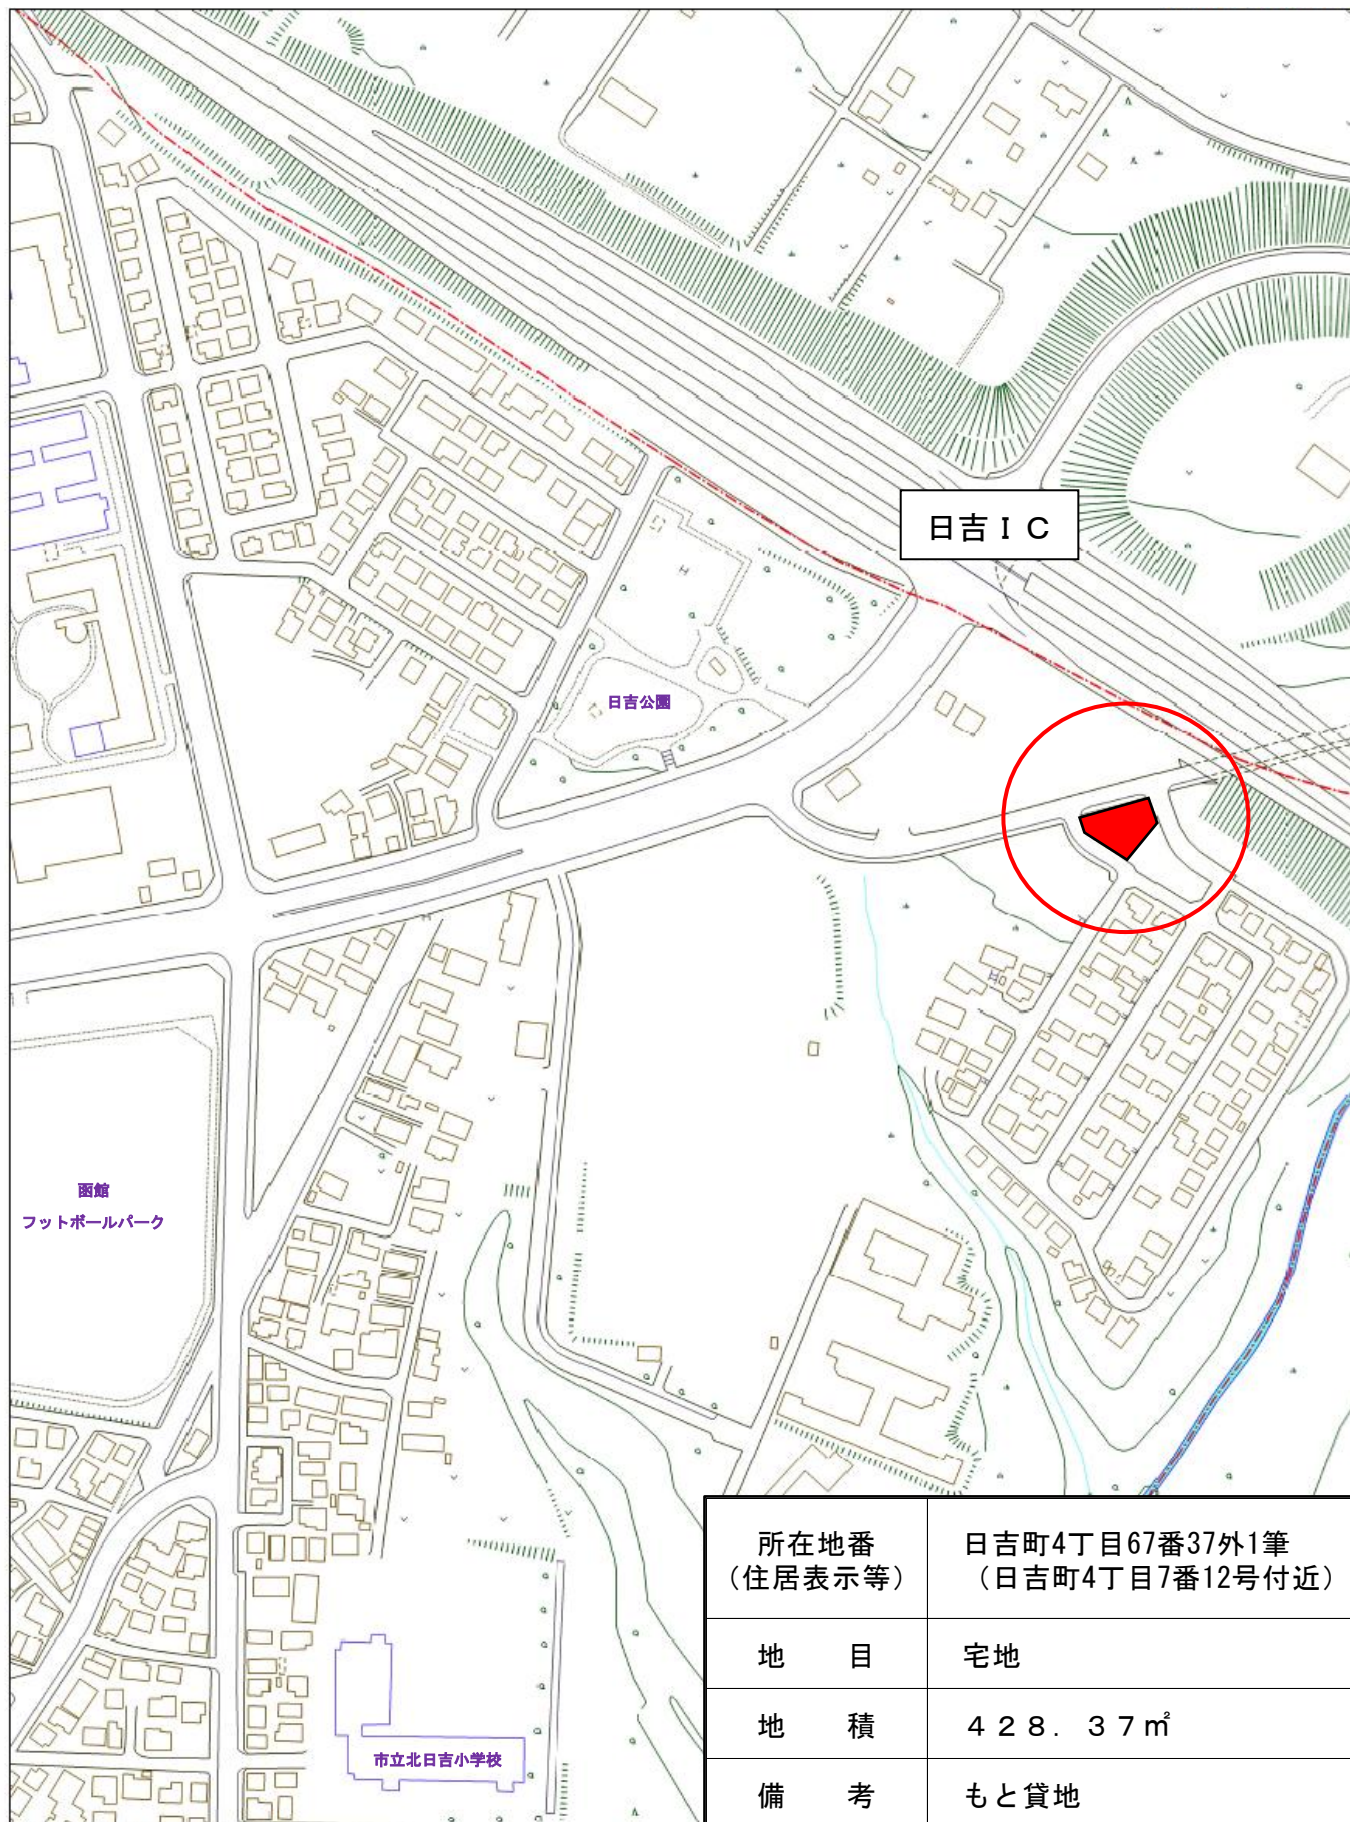 日吉ＩＣ
日吉公園
函館
フットボールパーク
市立北日吉小学校
所在地番 日吉町4丁目67番37外1筆
（住居表示等） （日吉町4丁目7番12号付近）
地　目 宅地
地　積 ４２８．３７㎡
備　考 もと貸地